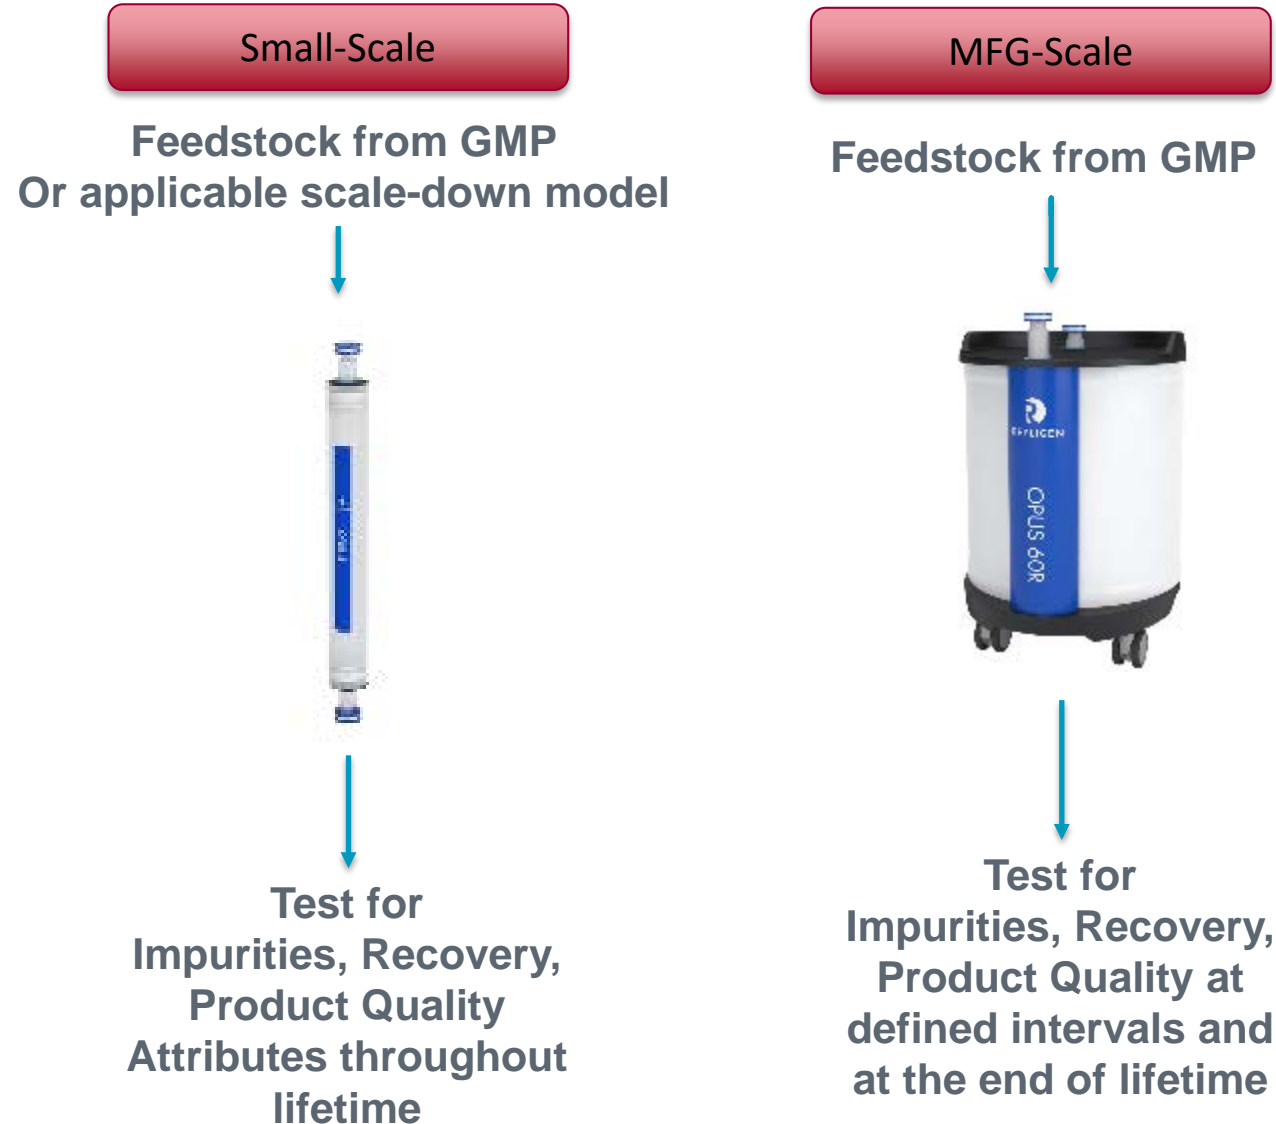 Small-Scale
Feedstock from GMP
Or applicable scale-down model
Test for
Impurities, Recovery,
Product Quality
Attributes throughout
lifetime
MFG-Scale
Feedstock from GMP
REPLIGEN
OPUS 60R
Test for
Impurities, Recovery,
Product Quality at
defined intervals and
at the end of lifetime